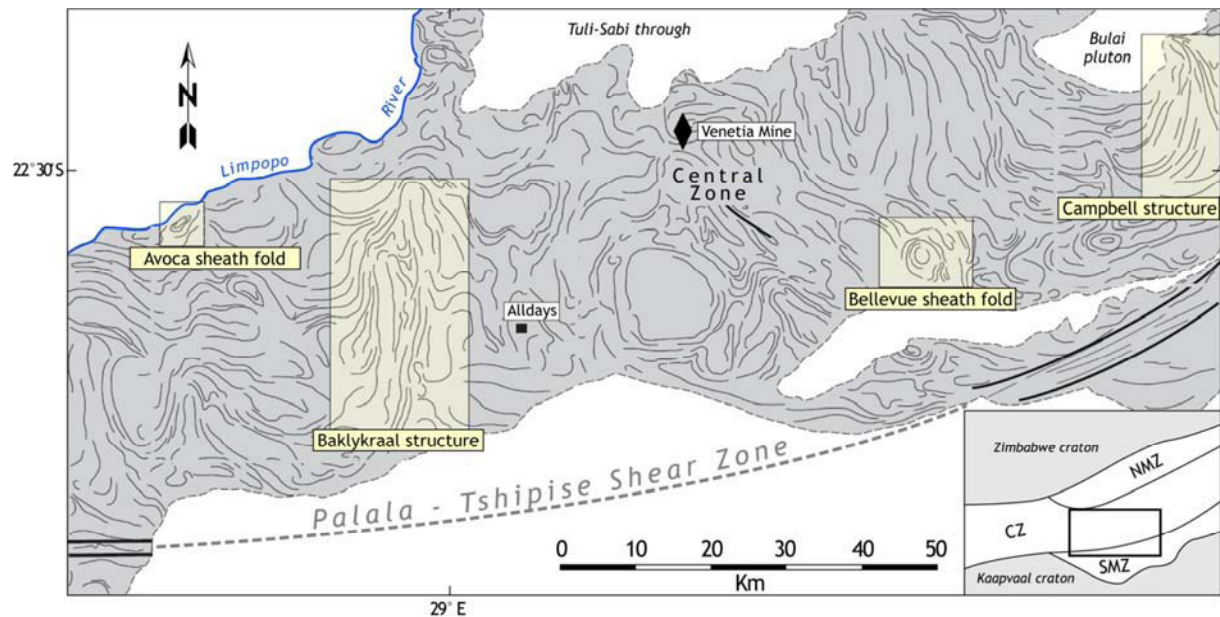 Tuli-Sabi through
Bulai
pluton
N
River
Limpopo
Venetia Mine
22°30'S
Central
Zone
Campbell structure
Avoca sheath fold
Bellevue sheath fold
Alldays
Baklykraal structure
Palala - Tshipise Shear Zone
Zimbabwe craton
NMZ
CZ
SMZ
Kaapvaal craton
0 10 20 30 40 50
Km
29° E